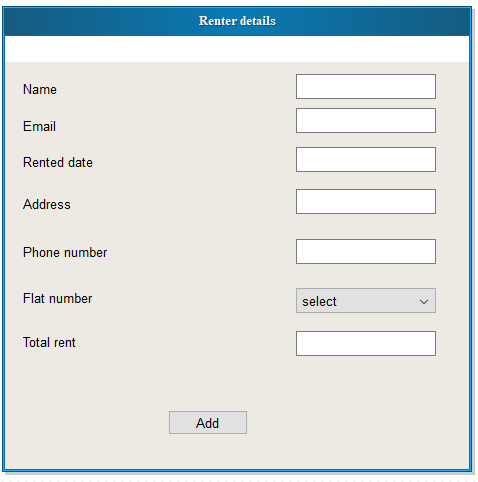 Renter details
Name
Email
Rented date
Address
Phone number
Flat number
select
Total rent
Add